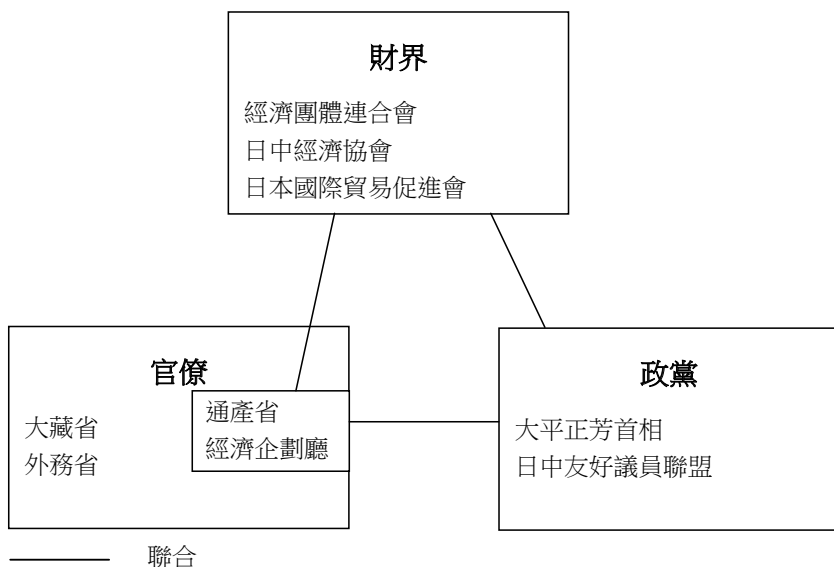 財界
經濟團體連合會
日中經濟協會
日本國際貿易促進會
官僚
大藏省
外務省
通產省
經濟企劃廳
政黨
大平正芳首相
日中友好議員聯盟
聯合